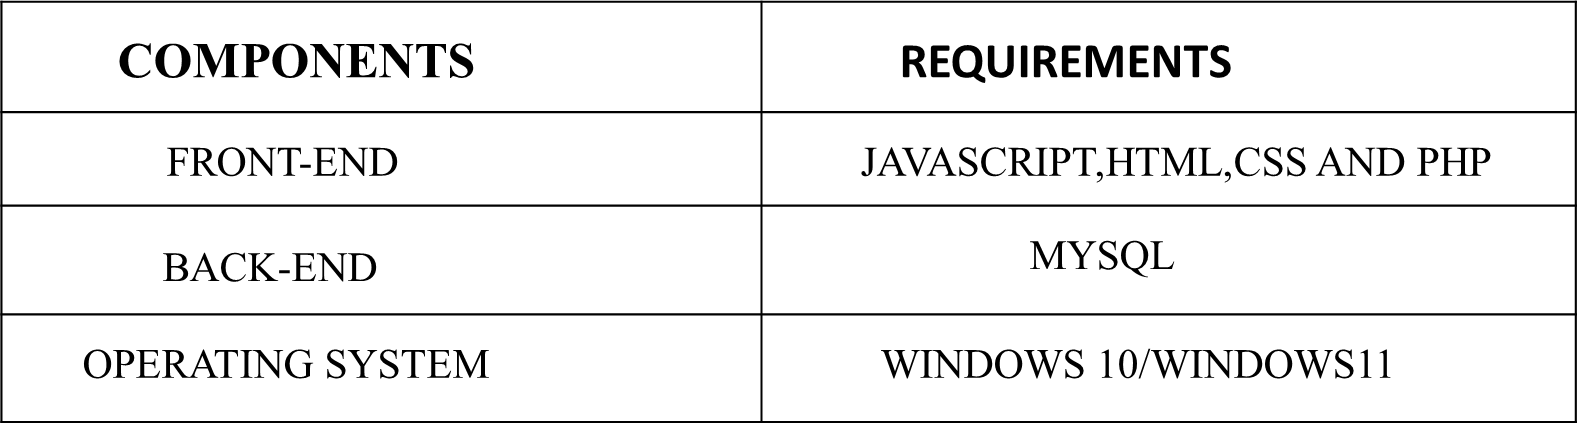 COMPONENTS REQUIREMENTS
FRONT-END JAVASCRIPT,HTML,CSS AND PHP
BACK-END MYSQL
OPERATING SYSTEM WINDOWS 10/WINDOWS11